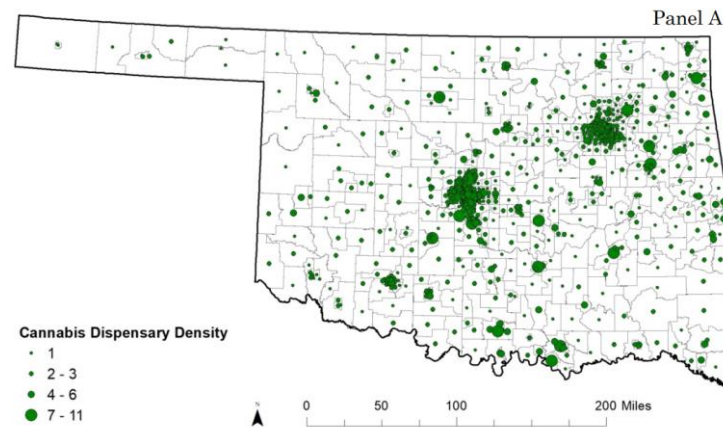 Panel A
Cannabis Dispensary Density
1
2 - 3
4 - 6
7 - 11
N
0 50 100 200 Miles